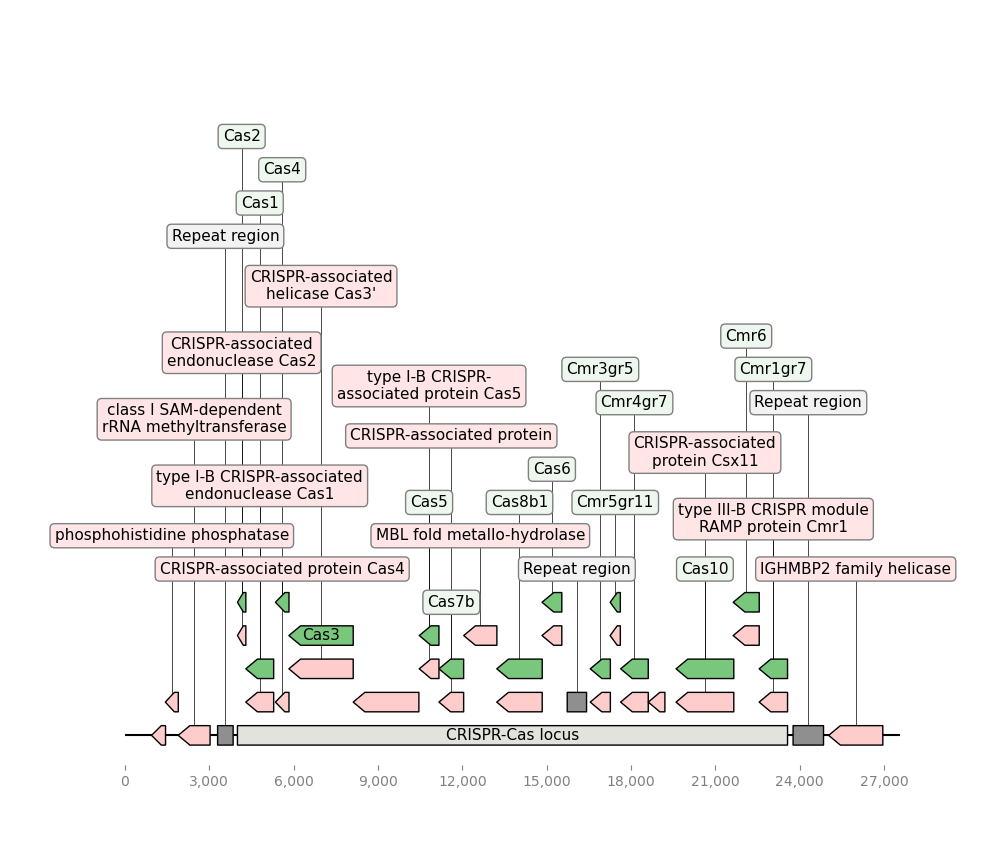 Cas2
Cas4
Cas1
Repeat region
CRISPR-associated
helicase Cas3'
Cmr6
CRISPR-associated
endonuclease Cas2
type I-B CRISPR-
associated protein Cas5
Cmr3gr5
Cmr1gr7
Cmr4gr7
Repeat region
class I SAM-dependent
rRNA methyltransferase
CRISPR-associated protein
CRISPR-associated
protein Csx11
Cas6
type I-B CRISPR-associated
endonuclease Cas1
Cas5
Cas8b1
Cmr5gr11
type III-B CRISPR module
RAMP protein Cmr1
phosphohistidine phosphatase
MBL fold metallo-hydrolase
CRISPR-associated protein Cas4
Repeat region
Cas10
IGHMBP2 family helicase
Cas7b
Cas3
CRISPR-Cas locus
0 3,000 6,000 9,000 12,000 15,000 18,000 21,000 24,000 27,000